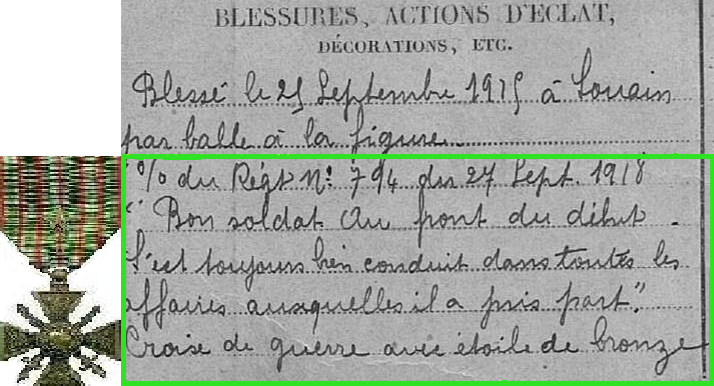 BLESSURES, ACTIONS D'ECLAT,
DÉCORATIONS, ETC.
Blessé le 25 Septembre 1915 à Souain
par balle à la figure
O/ du Régt No 794 du 27 Sept. 1918
"Bon soldat Au front du début.
S'est toujours bien conduit dans toutes les
affaires auxquelles il a pris part".
Croise de guerre avec étoile de bronze